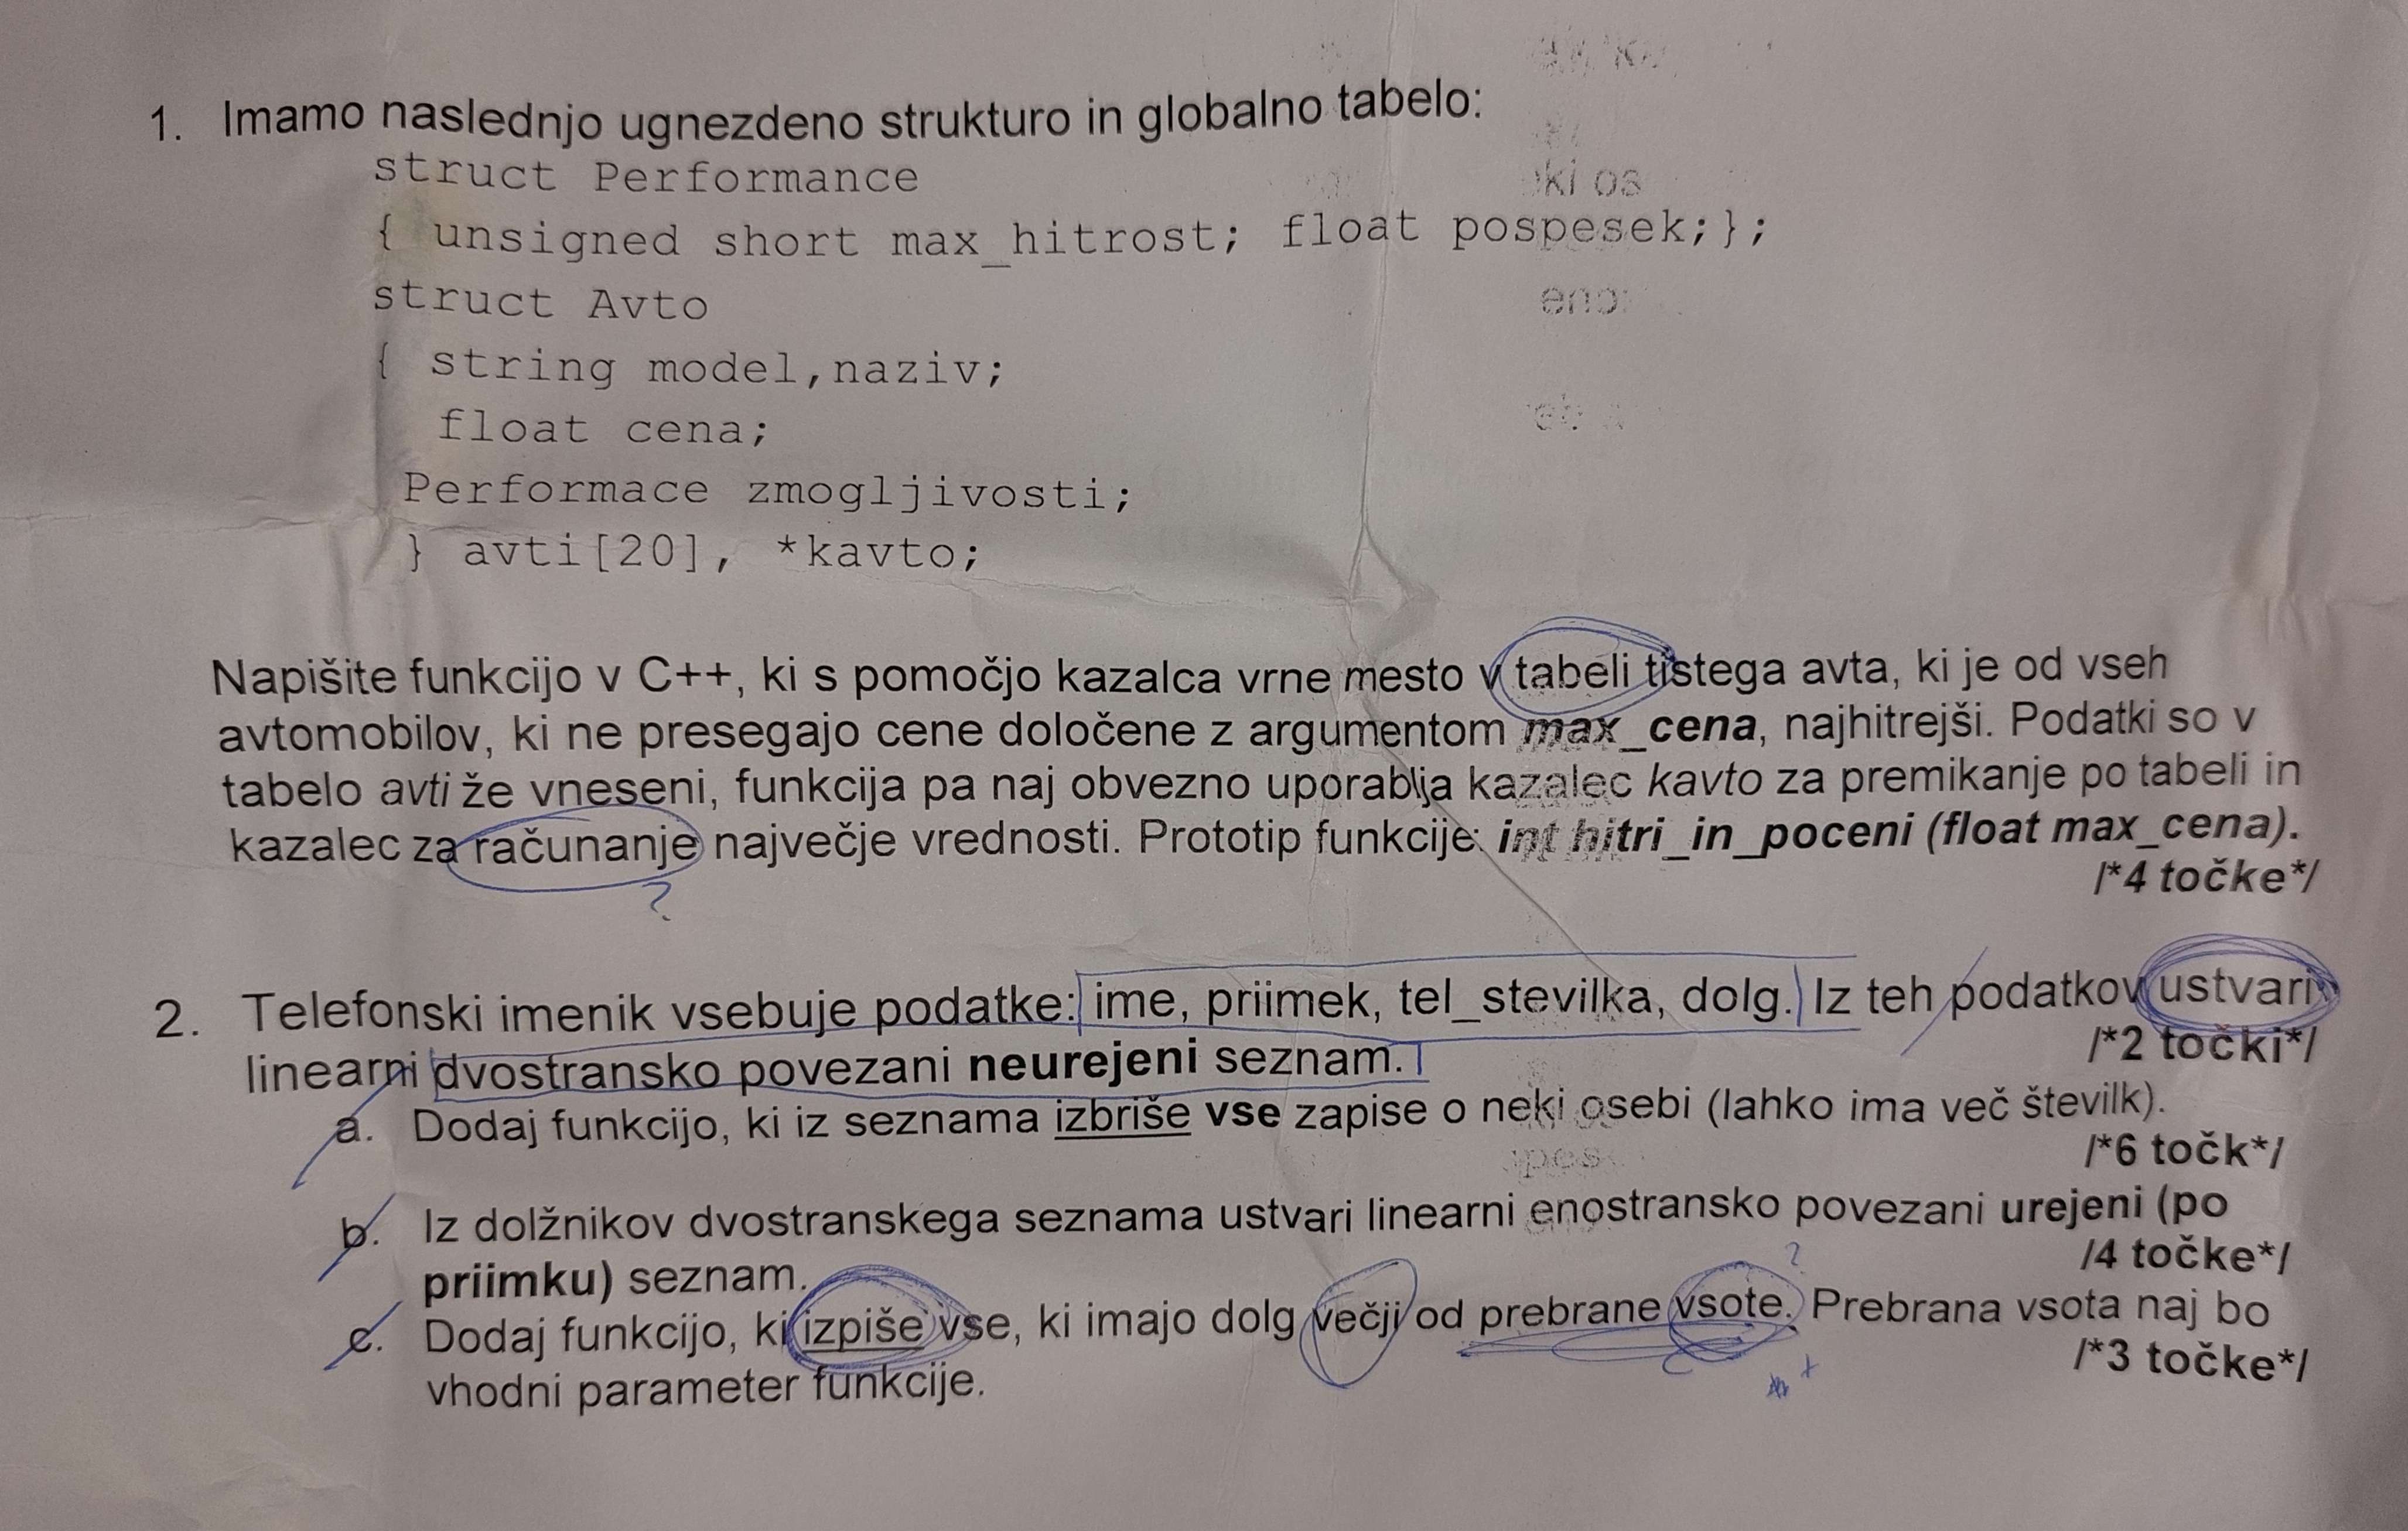 1. Imamo naslednjo ugnezdeno strukturo in globalno tabelo:
struct Performance
{ unsigned short max_hitrost; float pospesek;};
struct Avto
{ string model,naziv;
float cena;
Performace zmogljivosti;
} avti[20], *kavto;
Napišite funkcijo v C++, ki s pomočjo kazalca vrne mesto v tabeli tistega avta, ki je od vseh
avtomobilov, ki ne presegajo cene določene z argumentom max_cena, najhitrejši. Podatki so v
tabelo avti že vneseni, funkcija pa naj obvezno uporablja kazalec kavto za premikanje po tabeli in
kazalec za računanje največje vrednosti. Prototip funkcije: int hitri_in_poceni (float max_cena).
/*4 točke*/
?
2. Telefonski imenik vsebuje podatke: ime, priimek, tel_stevilka, dolg. Iz teh podatkov ustvari
linearni dvostransko povezani neurejeni seznam. /*2 točki*/
a. Dodaj funkcijo, ki iz seznama izbriše vse zapise o neki osebi (lahko ima več številk).
/*6 točk*/
b. Iz dolžnikov dvostranskega seznama ustvari linearni enostransko povezani urejeni (po
priimku) seznam. /4 točke*/
?
c. Dodaj funkcijo, ki izpiše vse, ki imajo dolg večji od prebrane vsote. Prebrana vsota naj bo
vhodni parameter funkcije. /*3 točke*/